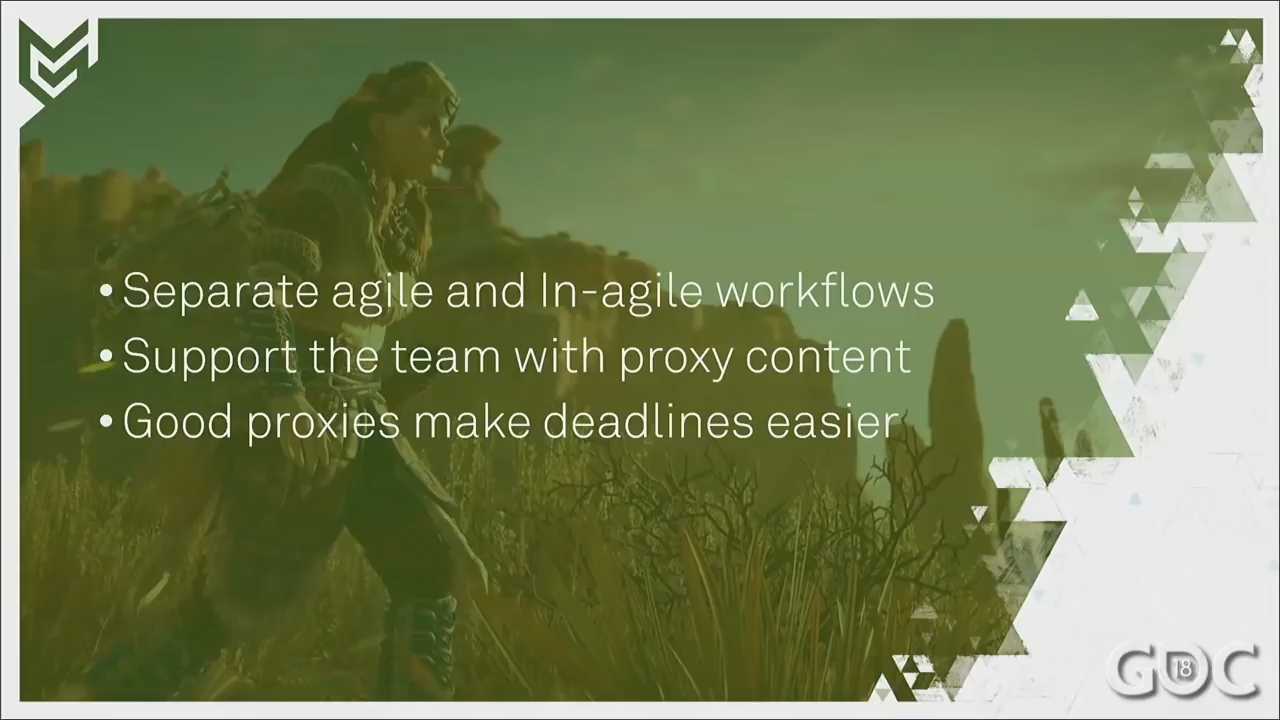 • Separate agile and In-agile workflows
• Support the team with proxy content
• Good proxies make deadlines easier
GDC
18